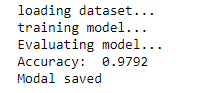 loading dataset...
training model...
Evaluating model...
Accuracy:  0.9792
Modal saved